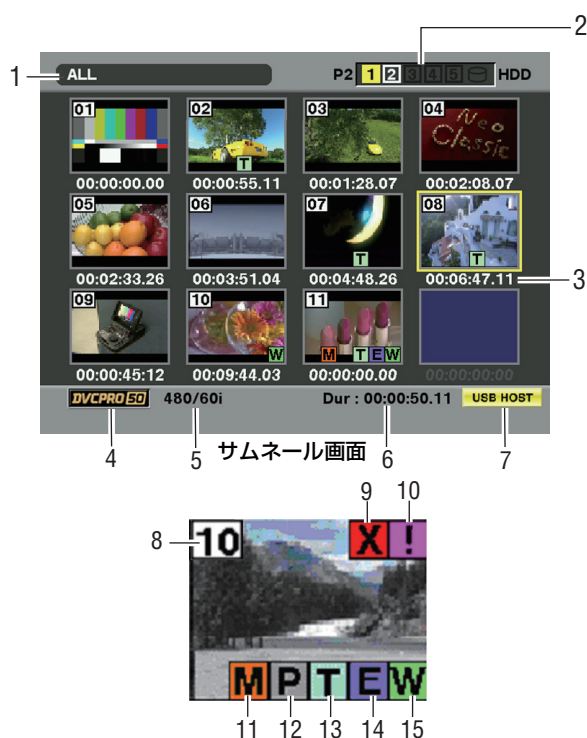 2
1
ALL
P2 1 2 3 4 5 HDD
01 02 03 04
Neo Classic
T
00:00:00.00 00:00:55.11 00:01:28.07 00:02:08.07
05 06 07 08
T T
00:02:33.26 00:03:51.04 00:04:48.26 00:06:47.11
3
09 10 11
W M T E W
00:00:45:12 00:09:44.03 00:00:00.00 00:00:00:00
DVCPRO 50 480/60i Dur : 00:00:50.11 USB HOST
4 5 サムネール画面 6 7
9 10
8
10 X !
M P T E W
11 12 13 14 15